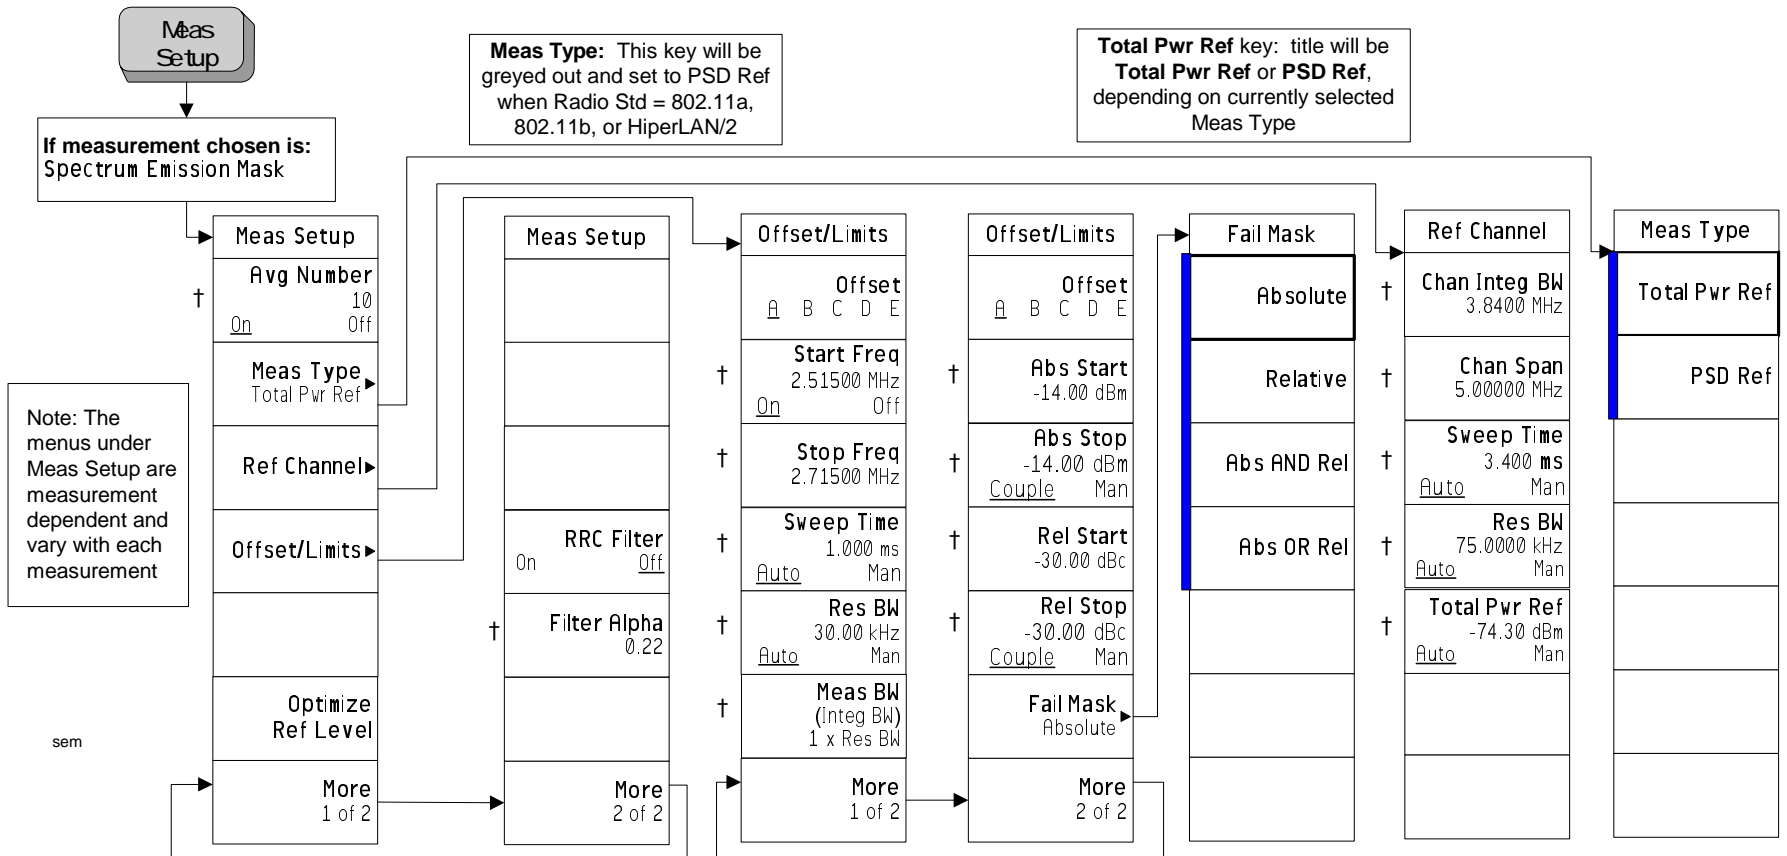 Meas
Setup
Meas Type: This key will be
greyed out and set to PSD Ref
when Radio Std = 802.11a,
802.11b, or HiperLAN/2
Total Pwr Ref key: title will be
Total Pwr Ref or PSD Ref,
depending on currently selected
Meas Type
If measurement chosen is:
Spectrum Emission Mask
Note: The
menus under
Meas Setup are
measurement
dependent and
vary with each
measurement
sem
Meas Setup
Avg Number
† 10
On Off
Meas Type
Total Pwr Ref
Ref Channel
Offset/Limits
Optimize
Ref Level
More
1 of 2
Meas Setup
RRC Filter
On Off
† Filter Alpha
0.22
More
2 of 2
Offset/Limits
Offset
A B C D E
Start Freq
† 2.51500 MHz
On Off
† Stop Freq
2.71500 MHz
Sweep Time
† 1.000 ms
Auto Man
Res BW
† 30.00 kHz
Auto Man
Meas BW
† (Integ BW)
1 x Res BW
More
1 of 2
Offset/Limits
Offset
A B C D E
† Abs Start
-14.00 dBm
Abs Stop
† -14.00 dBm
Couple Man
† Rel Start
-30.00 dBc
Rel Stop
† -30.00 dBc
Couple Man
Fail Mask
Absolute
More
2 of 2
Fail Mask
Absolute
Relative
Abs AND Rel
Abs OR Rel
Ref Channel
† Chan Integ BW
3.8400 MHz
† Chan Span
5.00000 MHz
Sweep Time
† 3.400 ms
Auto Man
Res BW
† 75.0000 kHz
Auto Man
Total Pwr Ref
† -74.30 dBm
Auto Man
Meas Type
Total Pwr Ref
PSD Ref